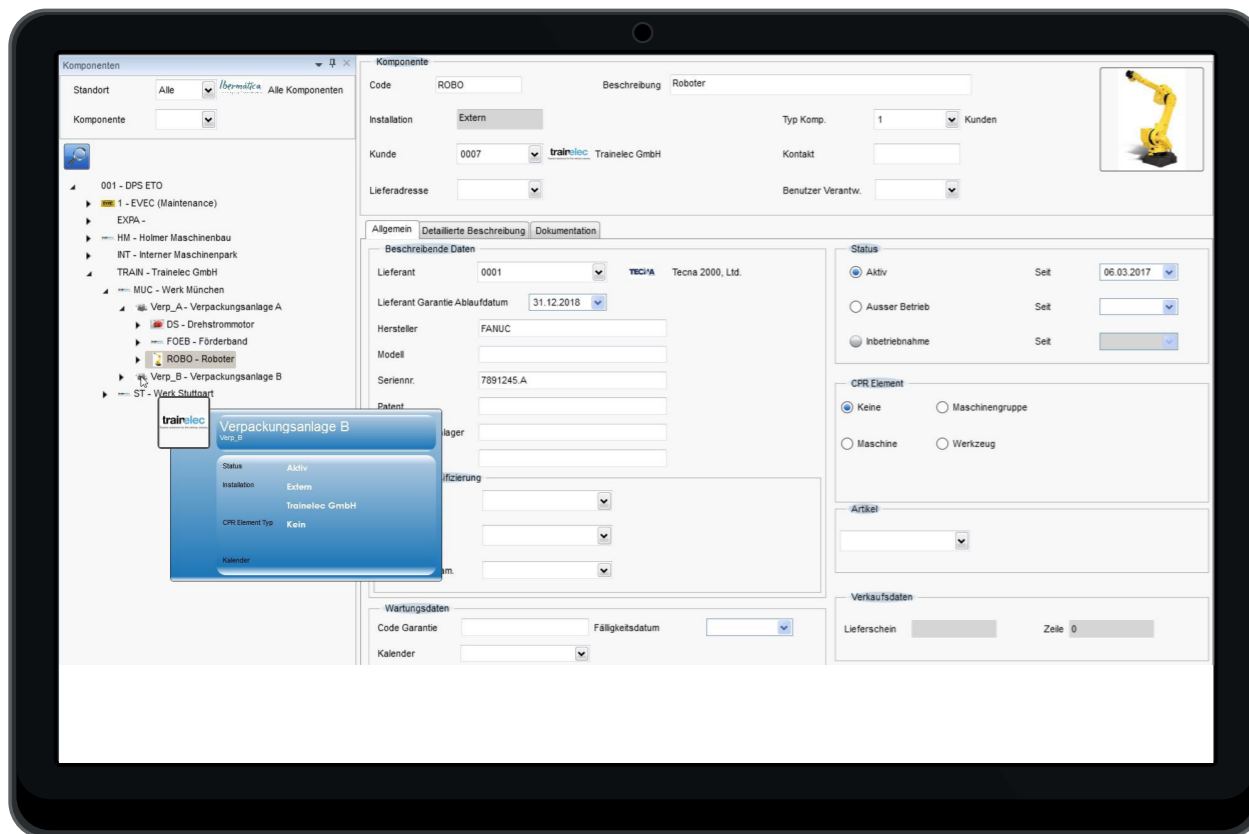 Komponenten
Standort Alle Ibermática Alle Komponenten
Komponente
001 - DPS ETO
1 - EVEC (Maintenance)
EXPA -
HM - Holmer Maschinenbau
INT - Interner Maschinenpark
TRAIN - Trainelec GmbH
MUC - Werk München
Verp_A - Verpackungsanlage A
DS - Drehstrommotor
FOEB - Förderband
ROBO - Roboter
Verp_B - Verpackungsanlage B
ST - Werk Stuttgart
trainelec
Verpackungsanlage B
Verp_B
Status Aktiv
Installation Extern
Trainelec GmbH
CPR Element Typ Kein
Kalender
Komponente
Code ROBO Beschreibung Roboter
Installation Extern Typ Komp. 1 Kunden
Kunde 0007 trainelec Trainelec GmbH Kontakt
Lieferadresse Benutzer Verantw.
Allgemein Detaillierte Beschreibung Dokumentation
Beschreibende Daten
Lieferant 0001 Tecna 2000, Ltd.
Lieferant Garantie Ablaufdatum 31.12.2018
Hersteller FANUC
Modell
Seriennr. 7891245.A
Patent
lager
ifizierung
am.
Wartungsdaten
Code Garantie Fälligkeitsdatum
Kalender
Status
Aktiv Seit 06.03.2017
Ausser Betrieb Seit
Inbetriebnahme Seit
CPR Element
Keine Maschinengruppe
Maschine Werkzeug
Artikel
Verkaufsdaten
Lieferschein Zeile 0